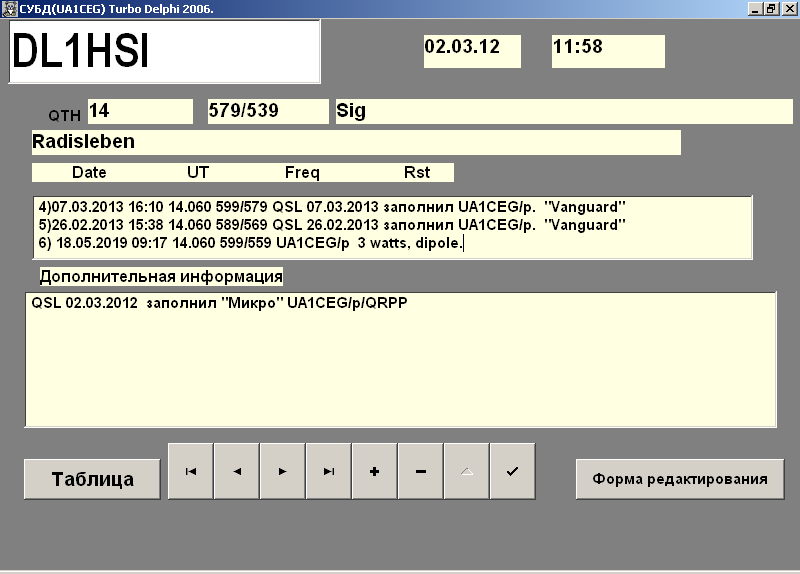 СУБД(UA1CEG) Turbo Delphi 2006.
DL1HSI
02.03.12 11:58
QTH 14 579/539 Sig
Radisleben
Date UT Freq Rst
4)07.03.2013 16:10 14.060 599/579 QSL 07.03.2013 заполнил UA1CEG/p. "Vanguard"
5)26.02.2013 15:38 14.060 589/569 QSL 26.02.2013 заполнил UA1CEG/p. "Vanguard"
6) 18.05.2019 09:17 14.060 599/559 UA1CEG/p 3 watts, dipole.
Дополнительная информация
QSL 02.03.2012 заполнил "Микро" UA1CEG/p/QRPP
Таблица
Форма редактирования